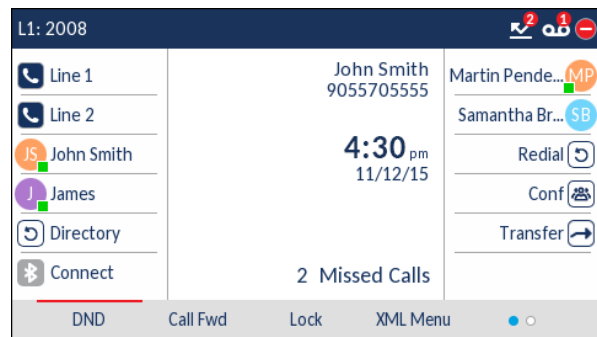 L1: 2008
2
1
Line 1
Line 2
JS John Smith
J James
Directory
Connect
John Smith
9055705555
4:30 pm
11/12/15
2 Missed Calls
Martin Pende... MP
Samantha Br... SB
Redial
Conf
Transfer
DND
Call Fwd
Lock
XML Menu